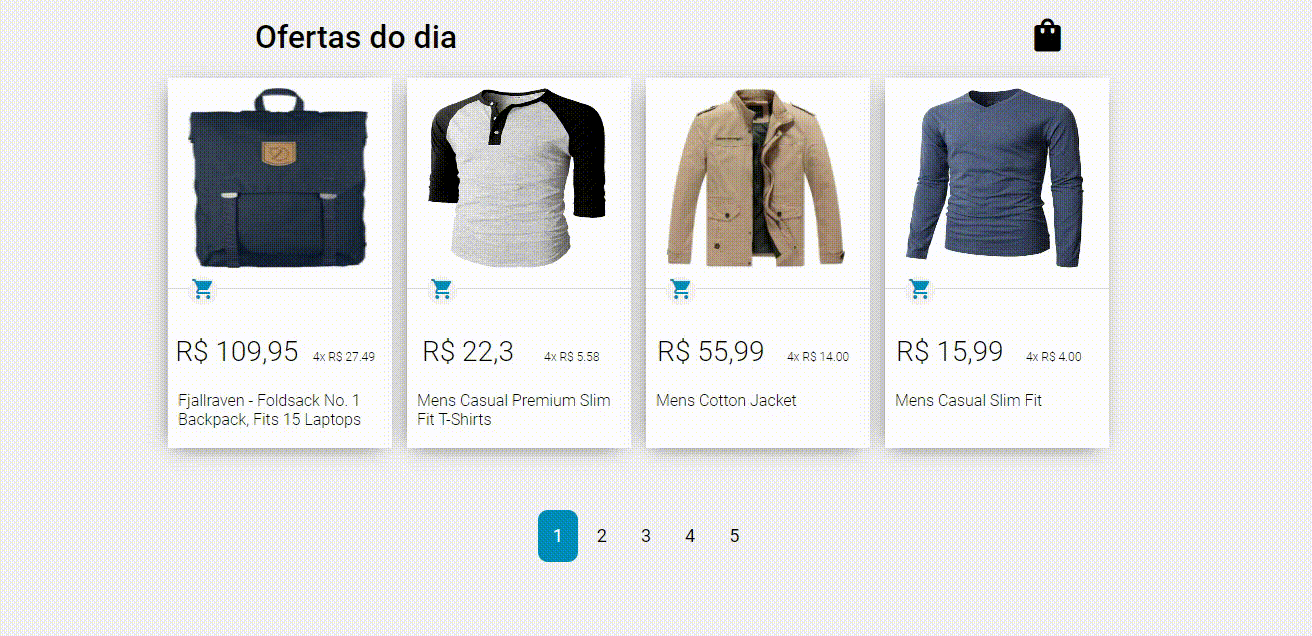 Ofertas do dia
R$ 109,95 4x R$ 27.49
Fjallraven - Foldsack No. 1
Backpack, Fits 15 Laptops
R$ 22,3 4x R$ 5.58
Mens Casual Premium Slim
Fit T-Shirts
R$ 55,99 4x R$ 14.00
Mens Cotton Jacket
R$ 15,99 4x R$ 4.00
Mens Casual Slim Fit
1 2 3 4 5